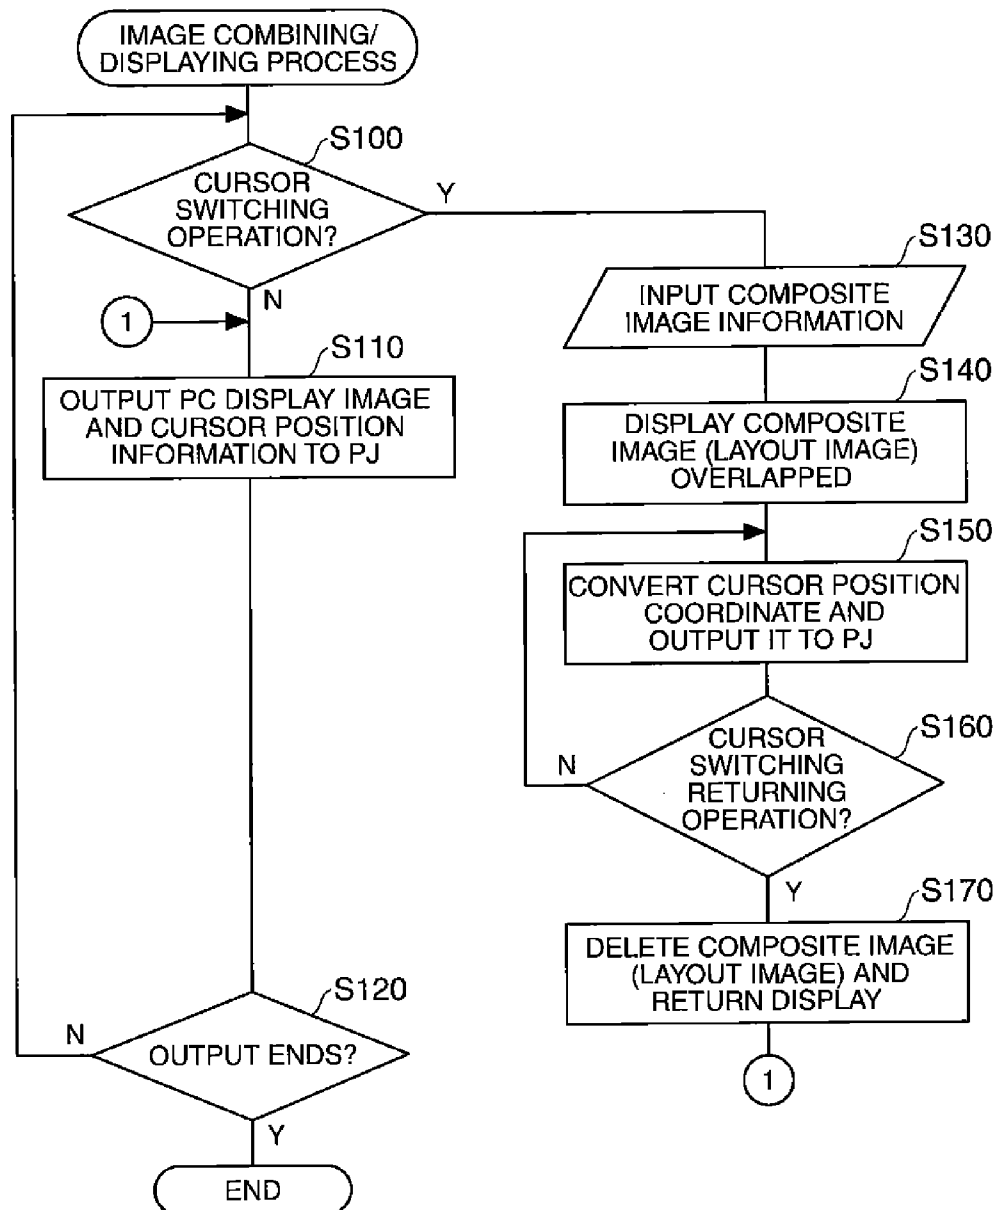 IMAGE COMBINING/
DISPLAYING PROCESS
S100
CURSOR
SWITCHING
OPERATION?
Y
N
1
S110
OUTPUT PC DISPLAY IMAGE
AND CURSOR POSITION
INFORMATION TO PJ
S120
OUTPUT ENDS?
N
Y
END
S130
INPUT COMPOSITE
IMAGE INFORMATION
S140
DISPLAY COMPOSITE
IMAGE (LAYOUT IMAGE)
OVERLAPPED
S150
CONVERT CURSOR POSITION
COORDINATE AND
OUTPUT IT TO PJ
S160
CURSOR
SWITCHING
RETURNING
OPERATION?
N
Y
S170
DELETE COMPOSITE IMAGE
(LAYOUT IMAGE) AND
RETURN DISPLAY
1